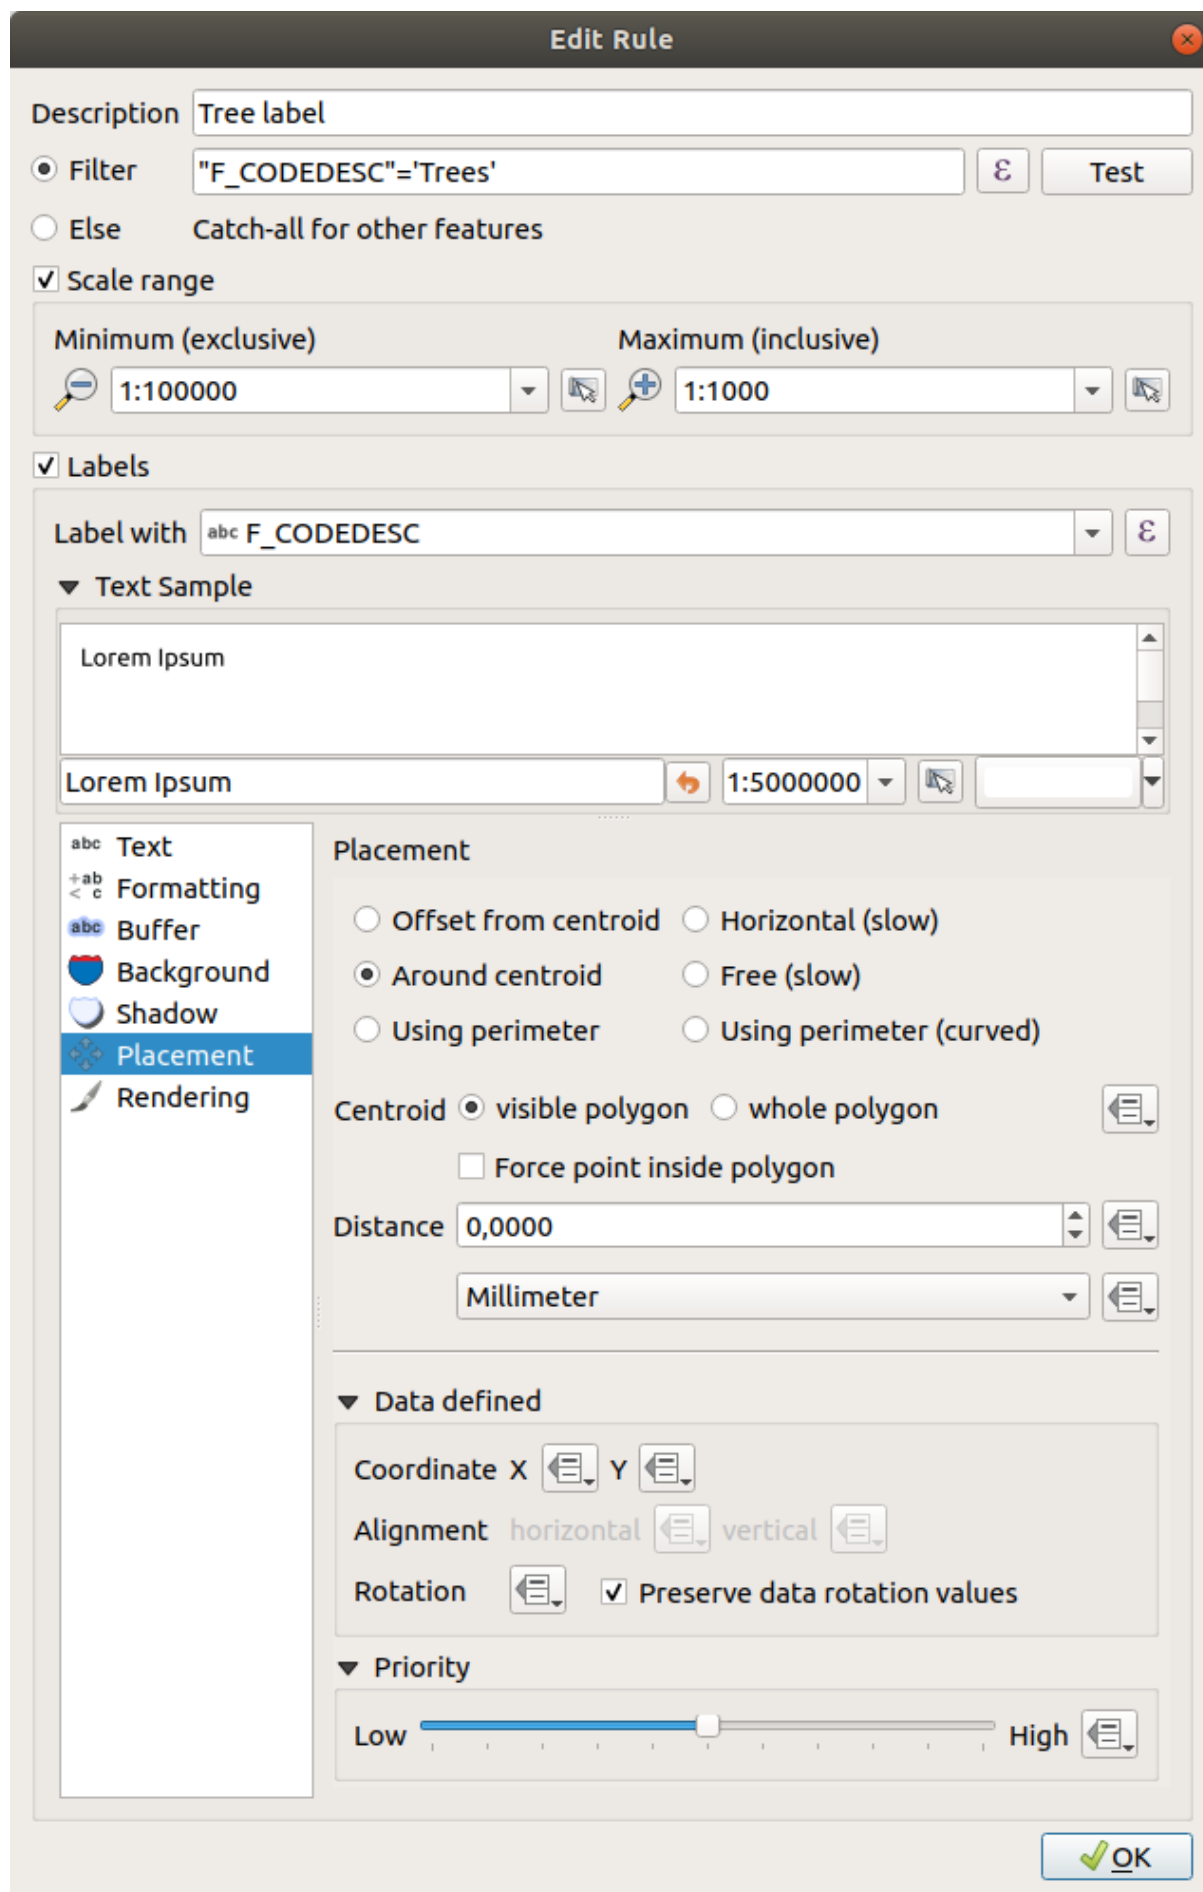 Edit Rule
Description Tree label
Filter "F_CODEDESC"='Trees' ε Test
Else Catch-all for other features
Scale range
Minimum (exclusive) Maximum (inclusive)
1:100000 1:1000
Labels
Label with abc F_CODEDESC ε
Text Sample
Lorem Ipsum
Lorem Ipsum 1:5000000
abc Text
+ab < c Formatting
abc Buffer
Background
Shadow
Placement
Rendering
Placement
Offset from centroid Horizontal (slow)
Around centroid Free (slow)
Using perimeter Using perimeter (curved)
Centroid visible polygon whole polygon
Force point inside polygon
Distance 0,0000
Millimeter
Data defined
Coordinate X Y
Alignment horizontal vertical
Rotation Preserve data rotation values
Priority
Low High
OK